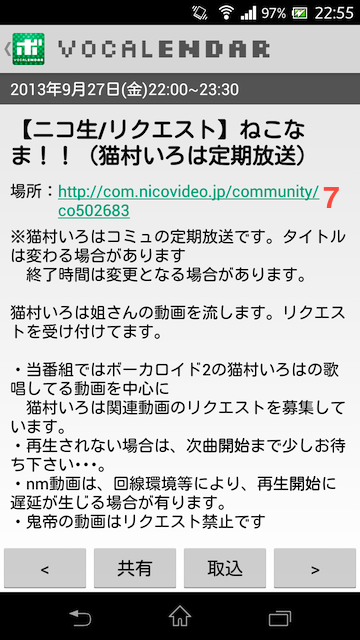 97% 22:55
ボ VOCALENDAR VOCALENDAR
2013年9月27日(金)22:00~23:30
【ニコ生/リクエスト】ねこな
ま！！（猫村いろは定期放送）
場所：http://com.nicovideo.jp/community/
co502683
7
※猫村いろはコミュの定期放送です。タイトル
は変わる場合があります
終了時間は変更となる場合があります。
猫村いろは姐さんの動画を流します。リクエス
トを受け付けてます。
・当番組ではボーカロイド2の猫村いろはの歌
唱してる動画を中心に
猫村いろは関連動画のリクエストを募集して
います。
・再生されない場合は、次曲開始まで少しお待
ち下さい･･･。
・nm動画は、回線環境等により、再生開始に
遅延が生じる場合が有ります。
・鬼帝の動画はリクエスト禁止です
< 共有 取込 >